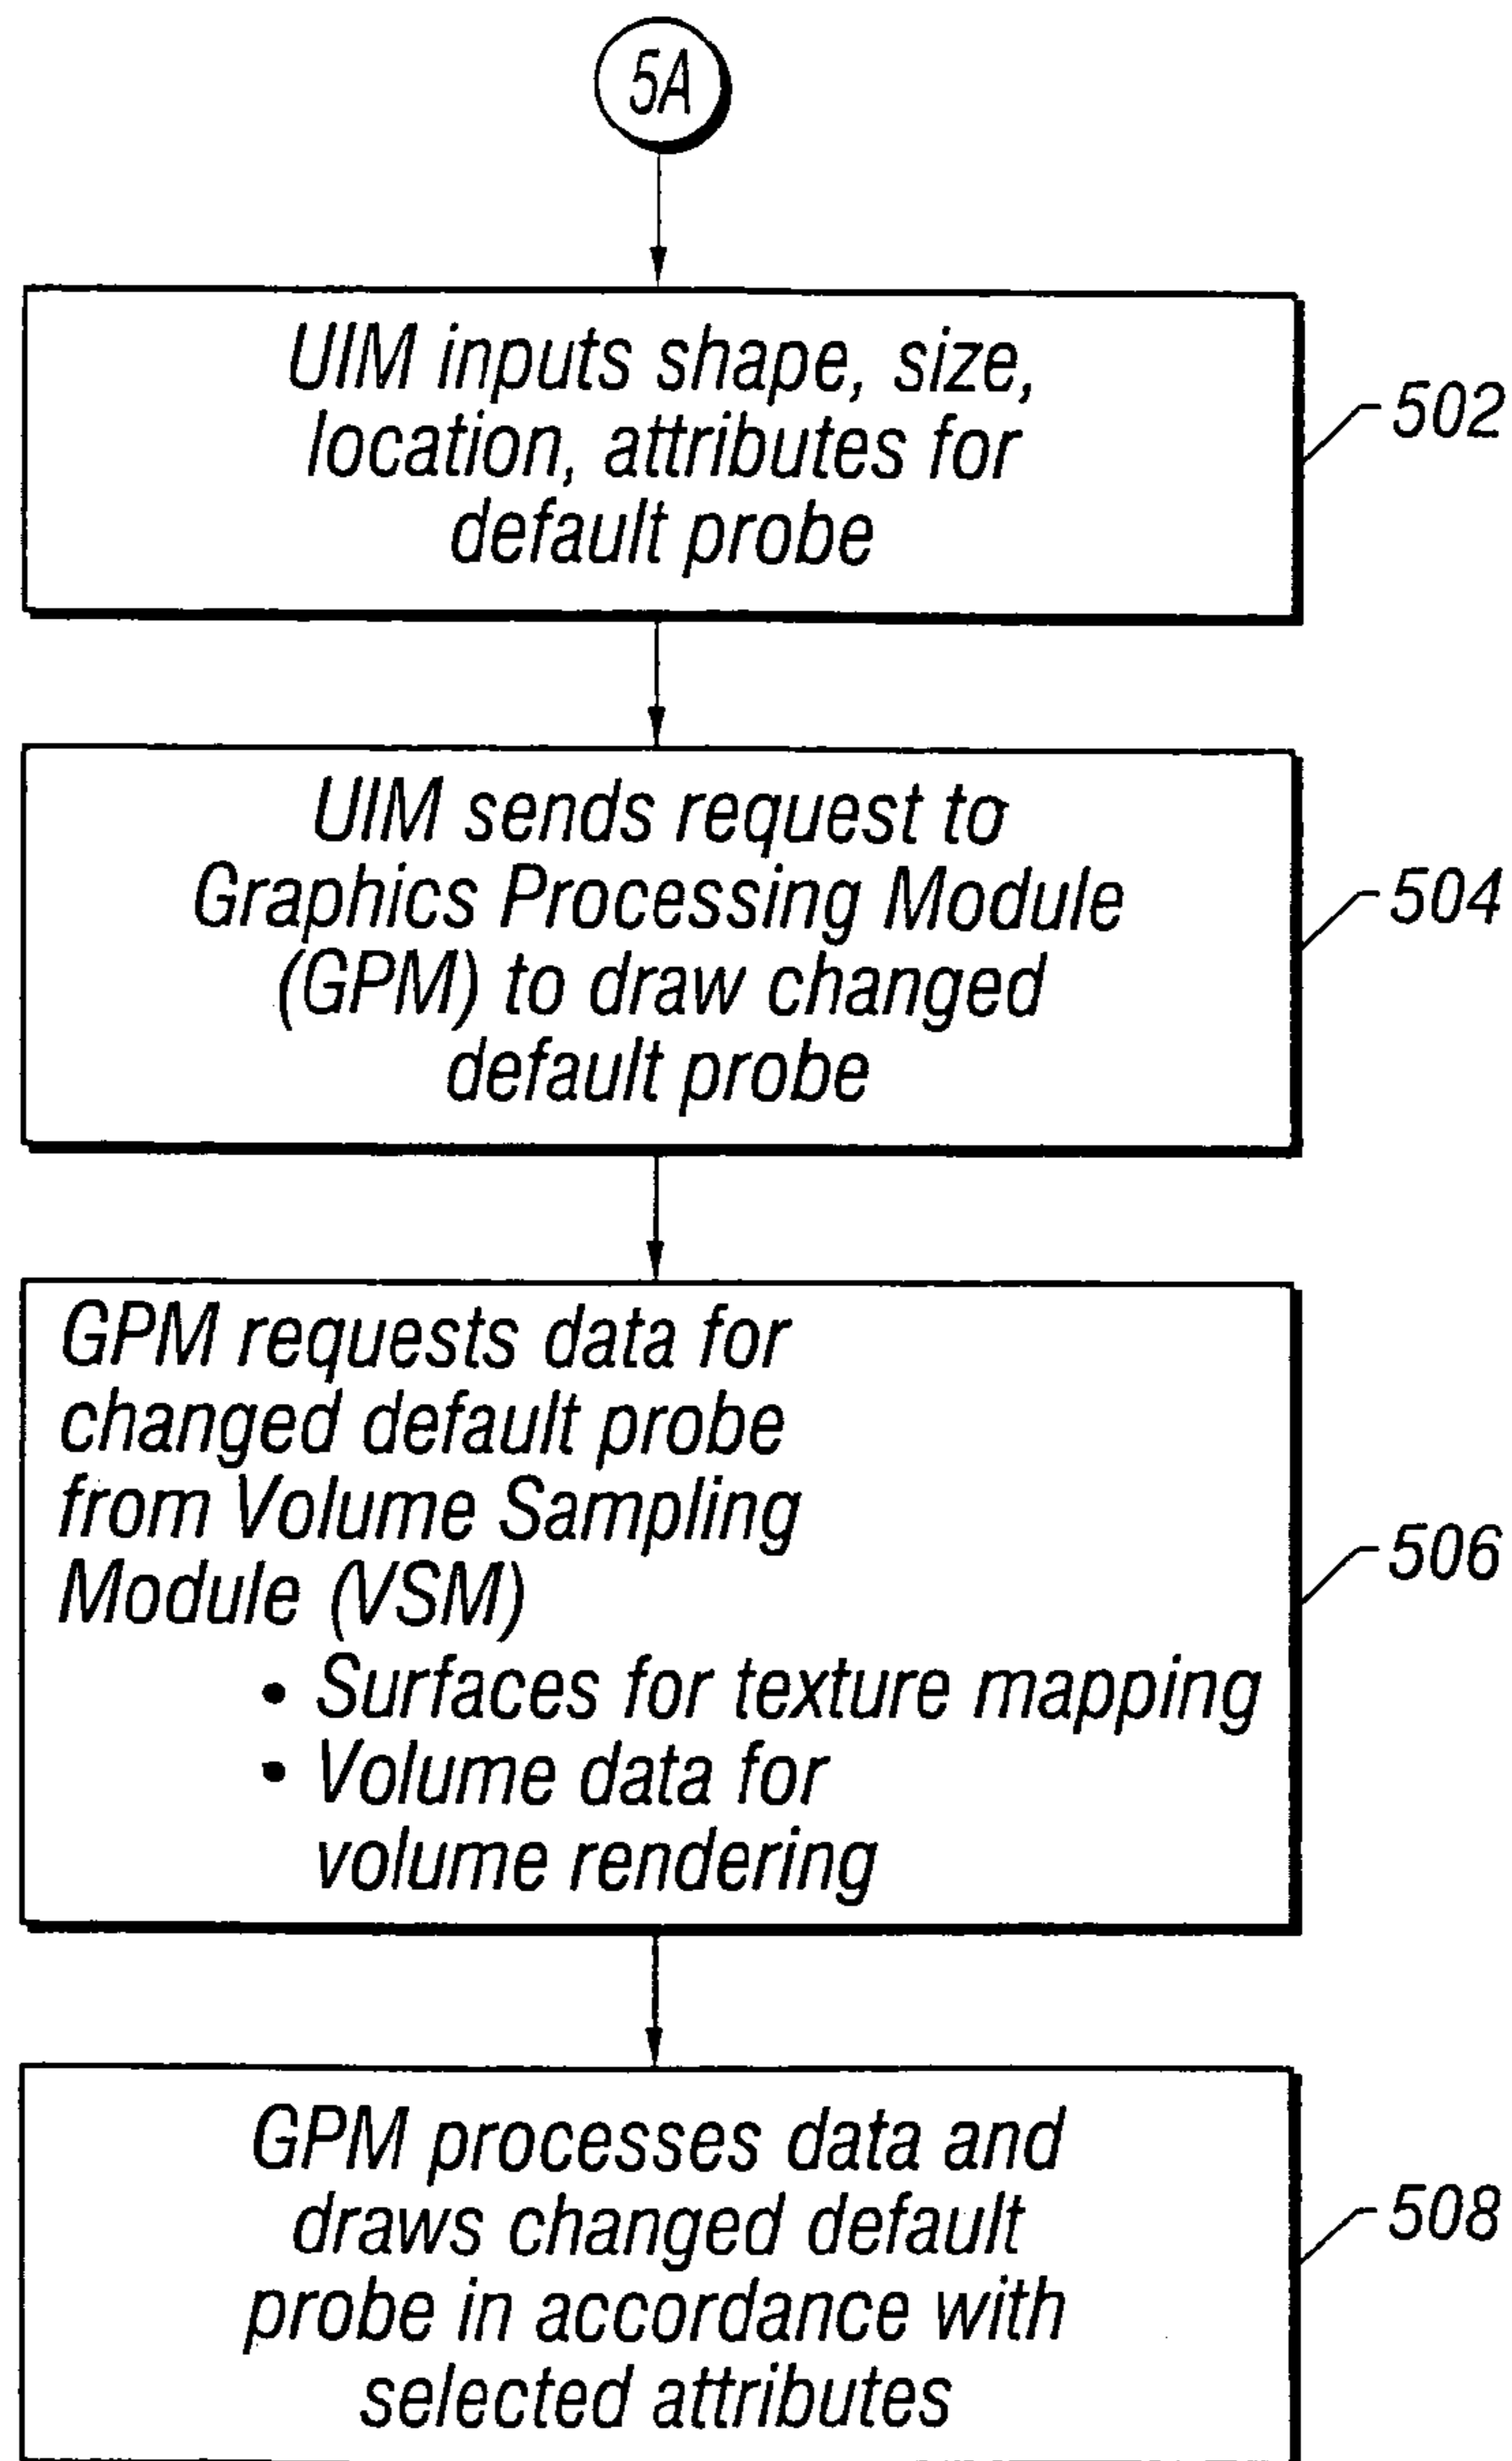 5A
UIM inputs shape, size,
location, attributes for
default probe
502
UIM sends request to
Graphics Processing Module
(GPM) to draw changed
default probe
504
GPM requests data for
changed default probe
from Volume Sampling
Module (VSM)
• Surfaces for texture mapping
• Volume data for
volume rendering
506
GPM processes data and
draws changed default
probe in accordance with
selected attributes
508